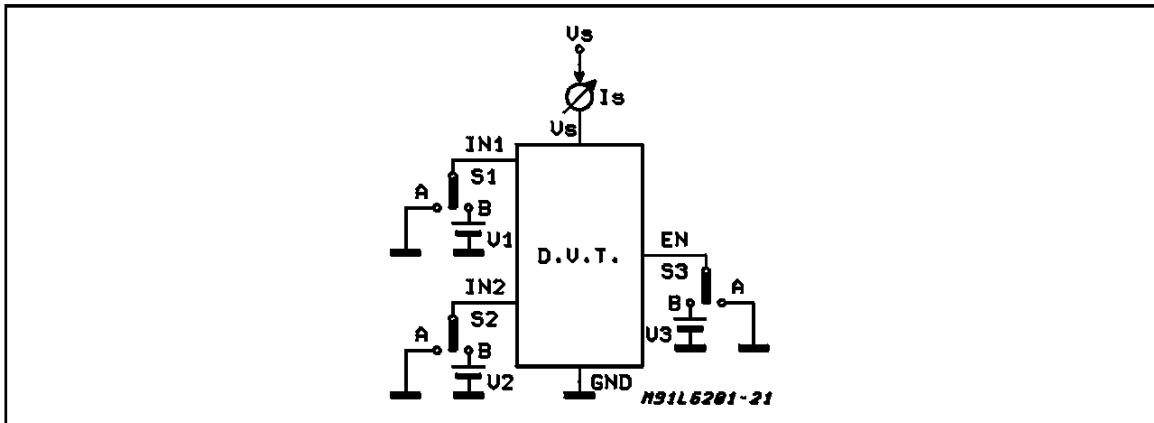 Vs
Is
Vs
IN1
S1
A
B
V1
D.V.T.
EN
S3
A
B
V3
IN2
S2
A
B
V2
GND
M91L6201-21